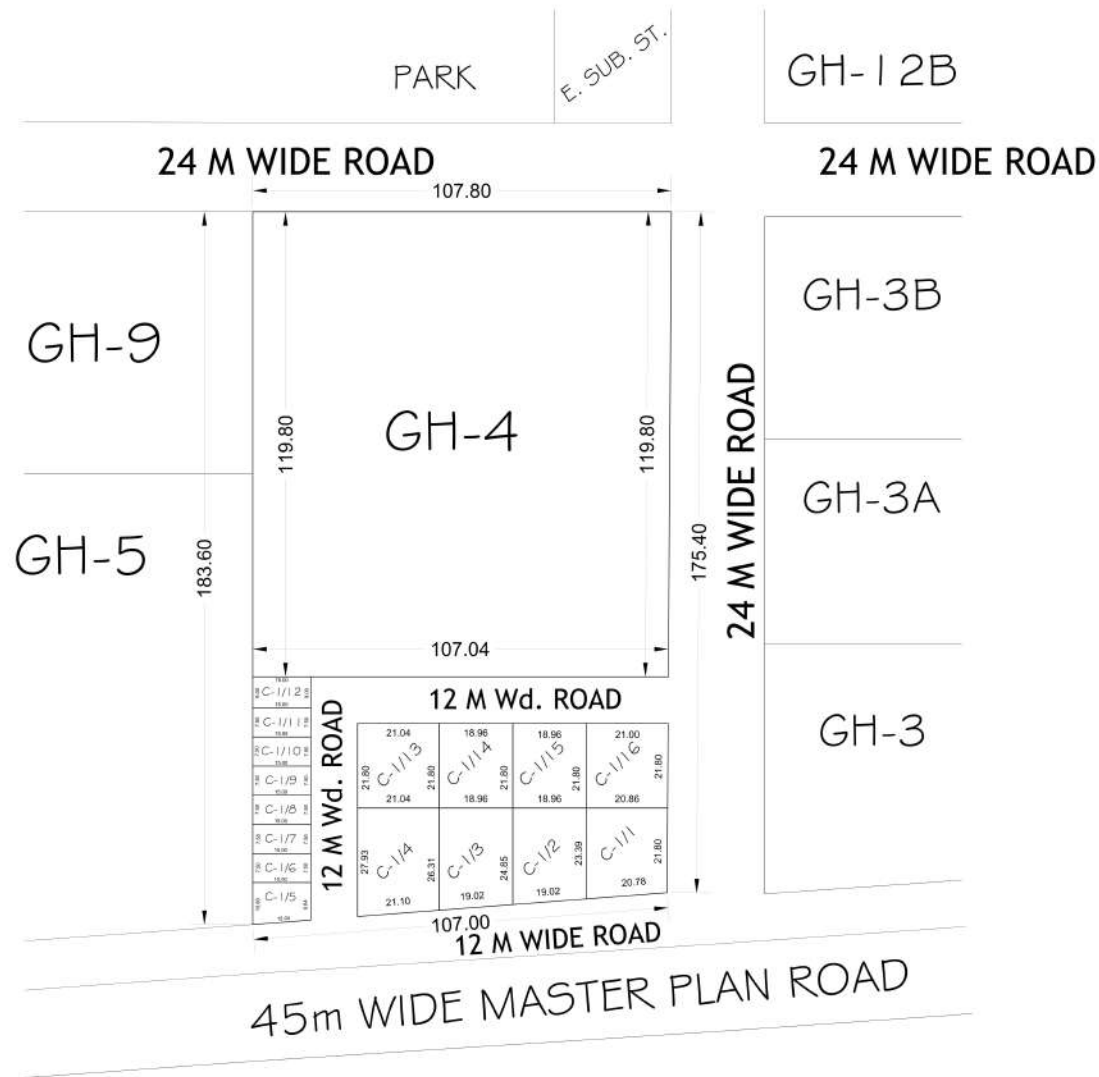 PARK
E. SUB. ST.
GH-12B
24 M WIDE ROAD
24 M WIDE ROAD
107.80
GH-9
GH-4
GH-3B
119.80
119.80
24 M WIDE ROAD
GH-5
183.60
175.40
GH-3A
107.04
12 M Wd. ROAD
GH-3
C-1/12
C-1/11
C-1/10
C-1/9
C-1/8
C-1/7
C-1/6
C-1/5
12 M Wd. ROAD
21.04
18.96
18.96
21.00
21.80
C-1/13
21.80
C-1/14
21.80
C-1/15
21.80
C-1/16
21.80
21.04
18.96
18.96
20.86
27.93
C-1/4
26.31
C-1/3
24.85
C-1/2
23.39
C-1/1
21.80
21.10
19.02
19.02
20.78
107.00
12 M WIDE ROAD
45m WIDE MASTER PLAN ROAD